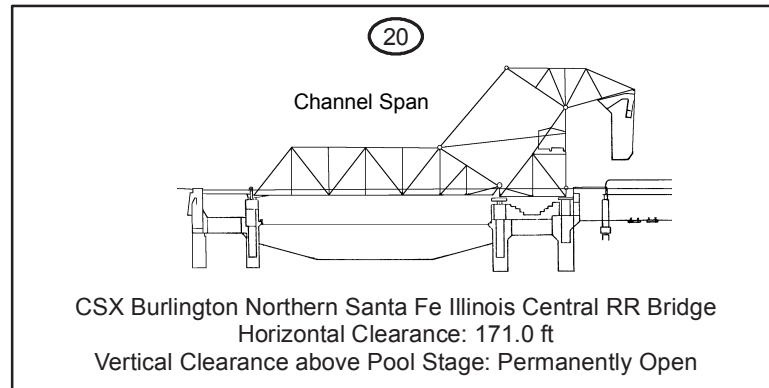 20
Channel Span
CSX Burlington Northern Santa Fe Illinois Central RR Bridge
Horizontal Clearance: 171.0 ft
Vertical Clearance above Pool Stage: Permanently Open